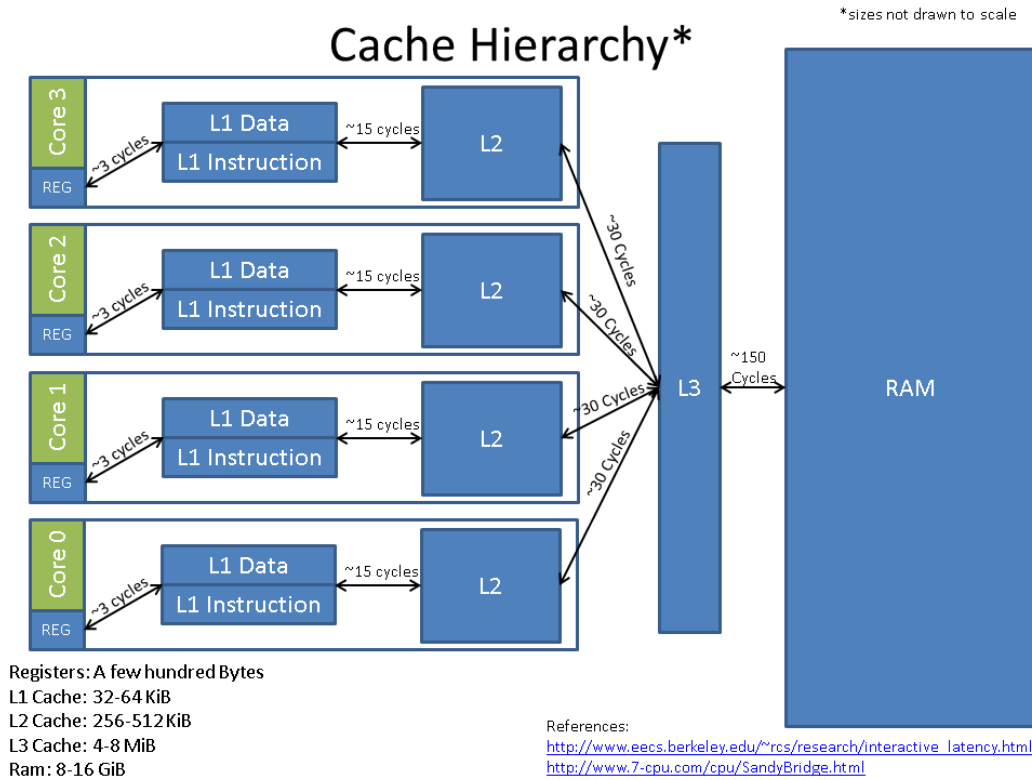 *sizes not drawn to scale
Cache Hierarchy*
Core 3
REG
~3 cycles
L1 Data
L1 Instruction
~15 cycles
L2
~30 Cycles
Core 2
REG
~3 cycles
L1 Data
L1 Instruction
~15 cycles
L2
~30 Cycles
Core 1
REG
~3 cycles
L1 Data
L1 Instruction
~15 cycles
L2
~30 Cycles
Core 0
REG
~3 cycles
L1 Data
L1 Instruction
~15 cycles
L2
~30 Cycles
L3
~150
Cycles
RAM
Registers: A few hundred Bytes
L1 Cache: 32-64 KiB
L2 Cache: 256-512 KiB
L3 Cache: 4-8 MiB
Ram: 8-16 GiB
References:
http://www.eecs.berkeley.edu/~rcs/research/interactive_latency.html
http://www.7-cpu.com/cpu/SandyBridge.html